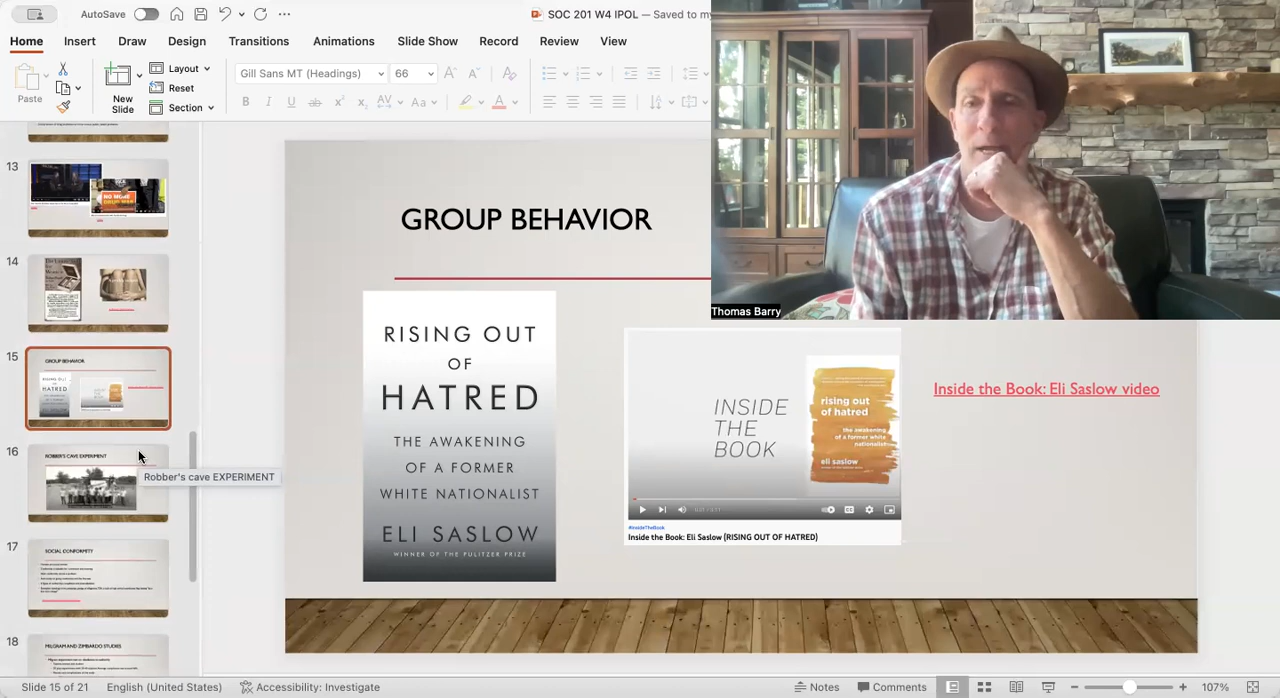 AutoSave
SOC 201 W4 IPOL — Saved to my
Home
Insert
Draw
Design
Transitions
Animations
Slide Show
Record
Review
View
Paste
New
Slide
Layout
Reset
Section
Gill Sans MT (Headings)
66
Thomas Barry
13
14
15
GROUP BEHAVIOR
16
ROBBER'S CAVE EXPERIMENT
Robber's cave EXPERIMENT
17
SOCIAL CONFORMITY
18
MILGRAM AND ZIMBARDO STUDIES
GROUP BEHAVIOR
RISING OUT
OF
HATRED
THE AWAKENING
OF A FORMER
WHITE NATIONALIST
ELI SASLOW
WINNER OF THE PULITZER PRIZE
INSIDE
THE
BOOK
rising out
of hatred
the awakening
of a former white
nationalist
eli saslow
#InsideTheBook
Inside the Book: Eli Saslow (RISING OUT OF HATRED)
Inside the Book: Eli Saslow video
Slide 15 of 21
English (United States)
Accessibility: Investigate
Notes
Comments
107%